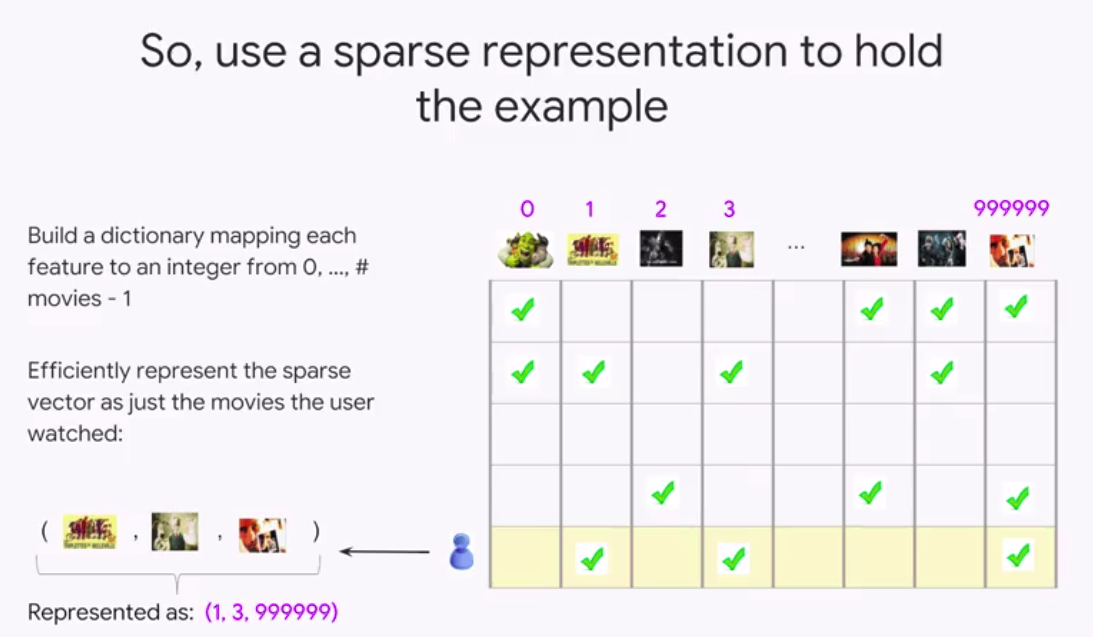 So, use a sparse representation to hold
the example
Build a dictionary mapping each
feature to an integer from 0, ..., #
movies - 1
Efficiently represent the sparse
vector as just the movies the user
watched:
( , , )
Represented as: (1, 3, 999999)
0 1 2 3 999999
...